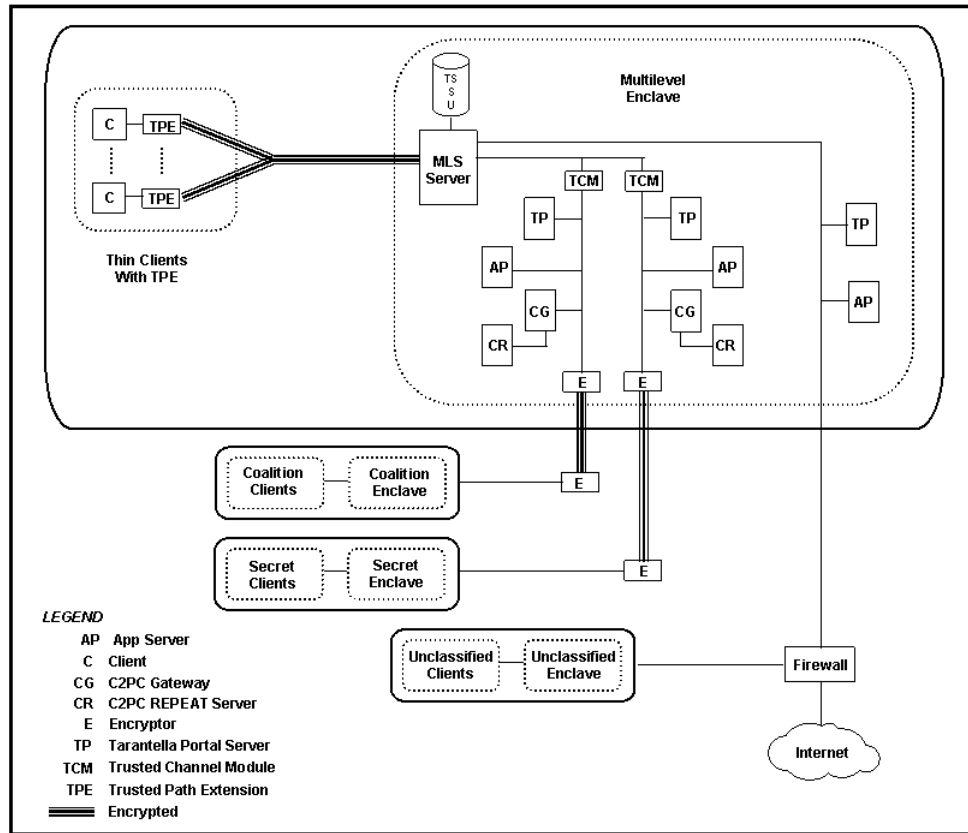 TS
S
U
Multilevel
Enclave
C
TPE
MLS
Server
C
TPE
TCM
TCM
TP
TP
TP
Thin Clients
With TPE
AP
AP
AP
CG
CG
CR
CR
E
E
Coalition
Clients
Coalition
Enclave
E
Secret
Clients
Secret
Enclave
E
LEGEND
AP App Server
C Client
CG C2PC Gateway
CR C2PC REPEAT Server
E Encryptor
TP Tarantella Portal Server
TCM Trusted Channel Module
TPE Trusted Path Extension
Encrypted
Unclassified
Clients
Unclassified
Enclave
Firewall
Internet